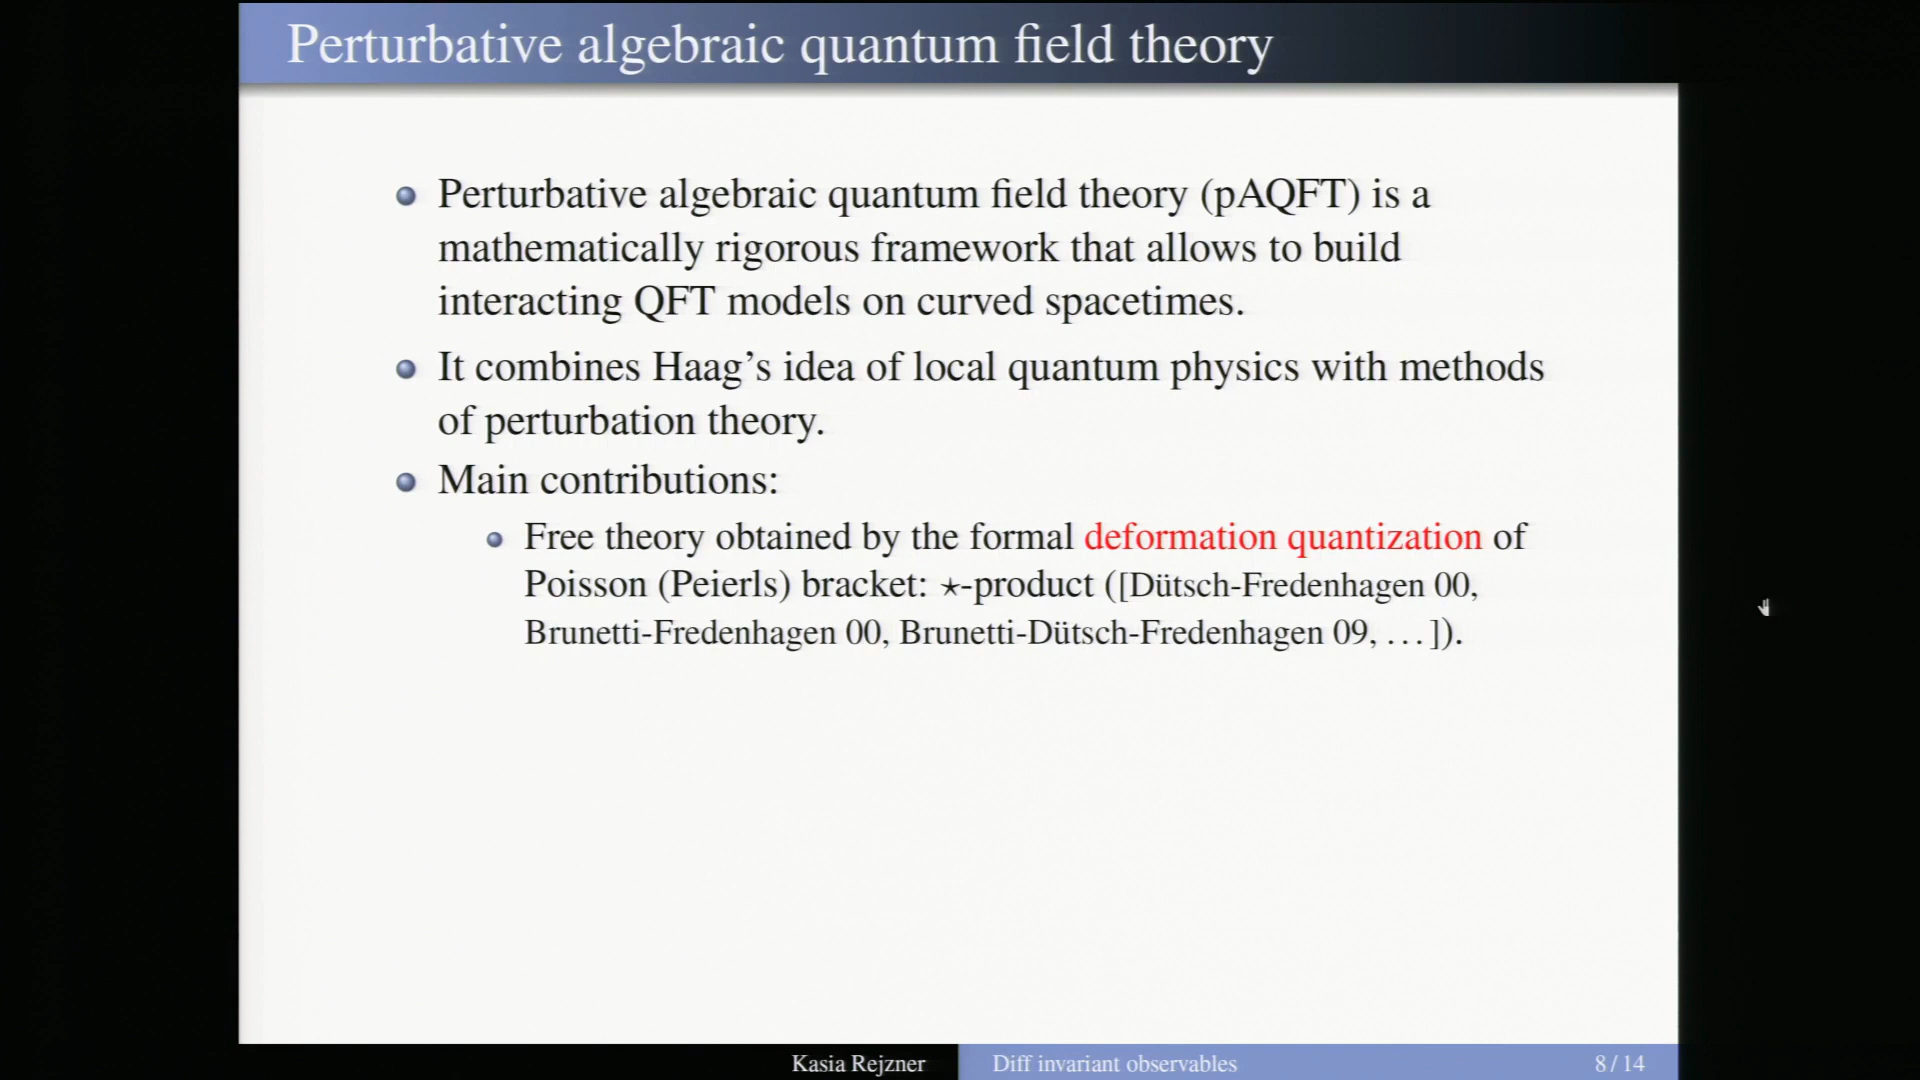 Perturbative algebraic quantum field theory
Perturbative algebraic quantum field theory (pAQFT) is a
mathematically rigorous framework that allows to build
interacting QFT models on curved spacetimes.
It combines Haag's idea of local quantum physics with methods
of perturbation theory.
Main contributions:
Free theory obtained by the formal deformation quantization of
Poisson (Peierls) bracket: ⋆-product ([Dütsch-Fredenhagen 00,
Brunetti-Fredenhagen 00, Brunetti-Dütsch-Fredenhagen 09, ...]).
Kasia Rejzner
Diff invariant observables
8 / 14